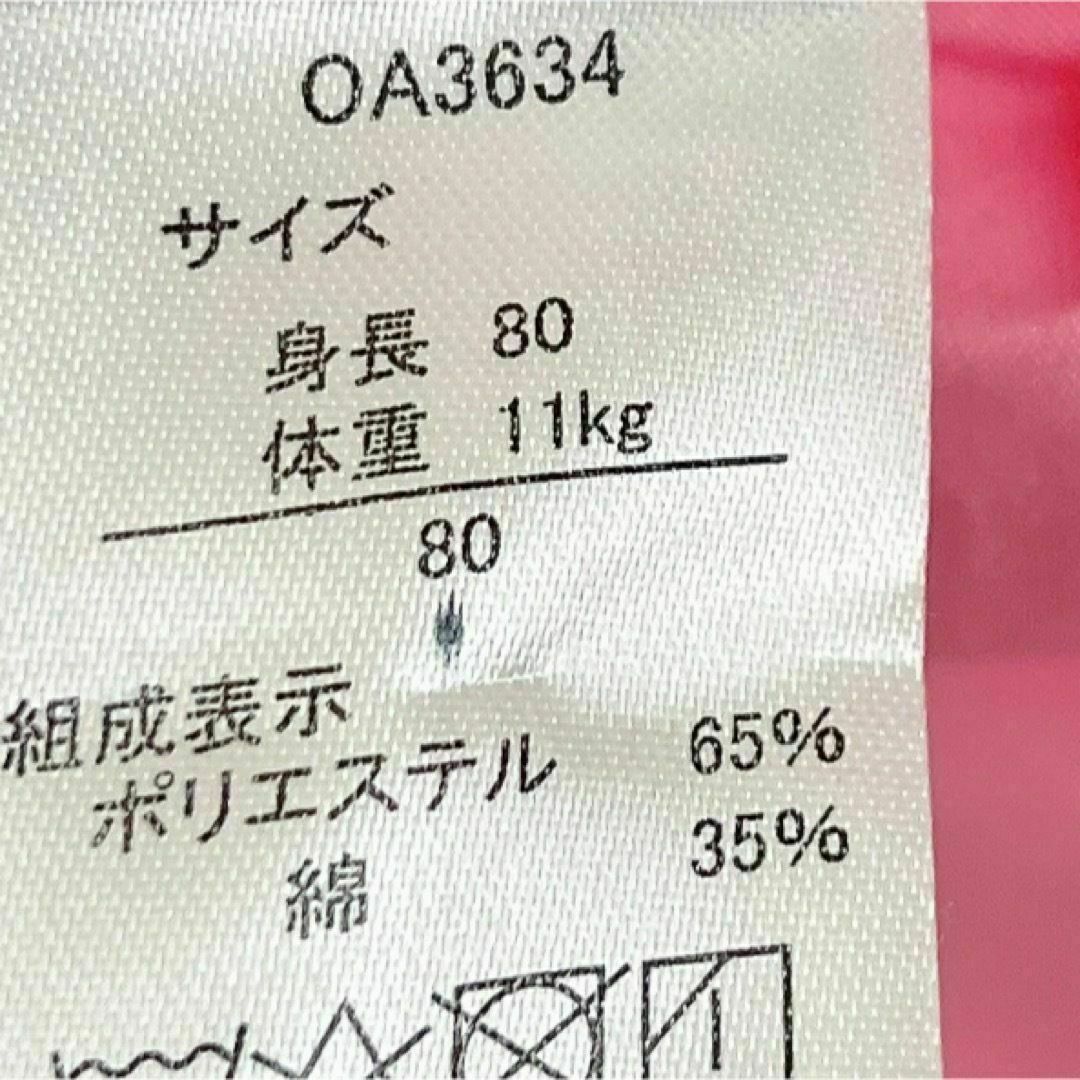 OA3634
サイズ
身長 80
体重 11kg
80
組成表示
ポリエステル 65%
綿 35%